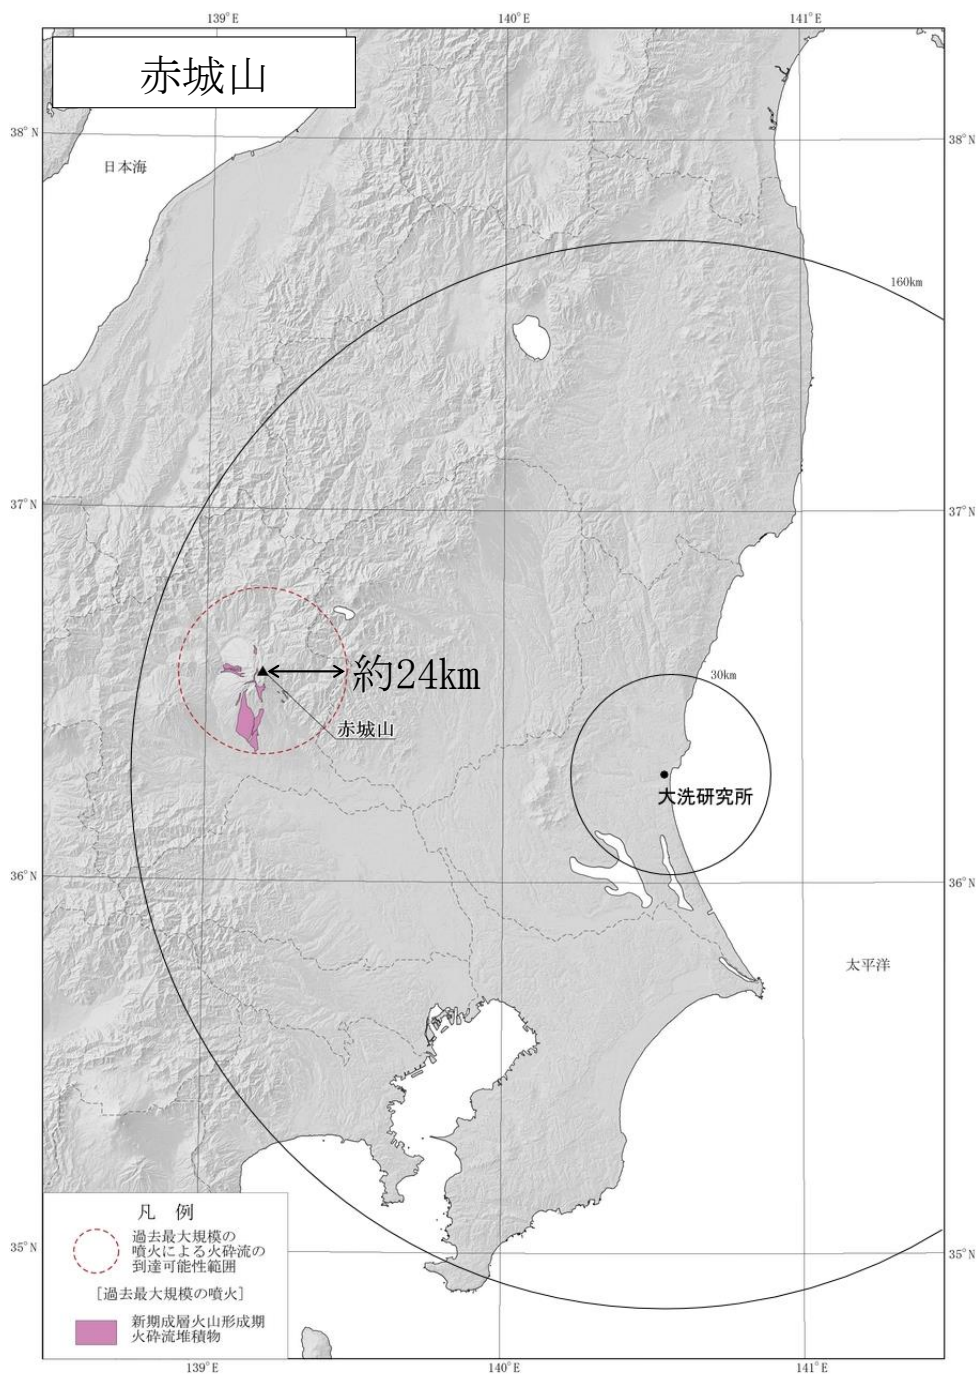 139°E
140°E
141°E
赤城山
38°N
38°N
日本海
160km
37°N
37°N
約24km
30km
赤城山
大洗研究所
36°N
36°N
太平洋
凡 例
過去最大規模の
噴火による火砕流の
到達可能性範囲
[過去最大規模の噴火]
新期成層火山形成期
火砕流堆積物
35°N
35°N
139°E
140°E
141°E